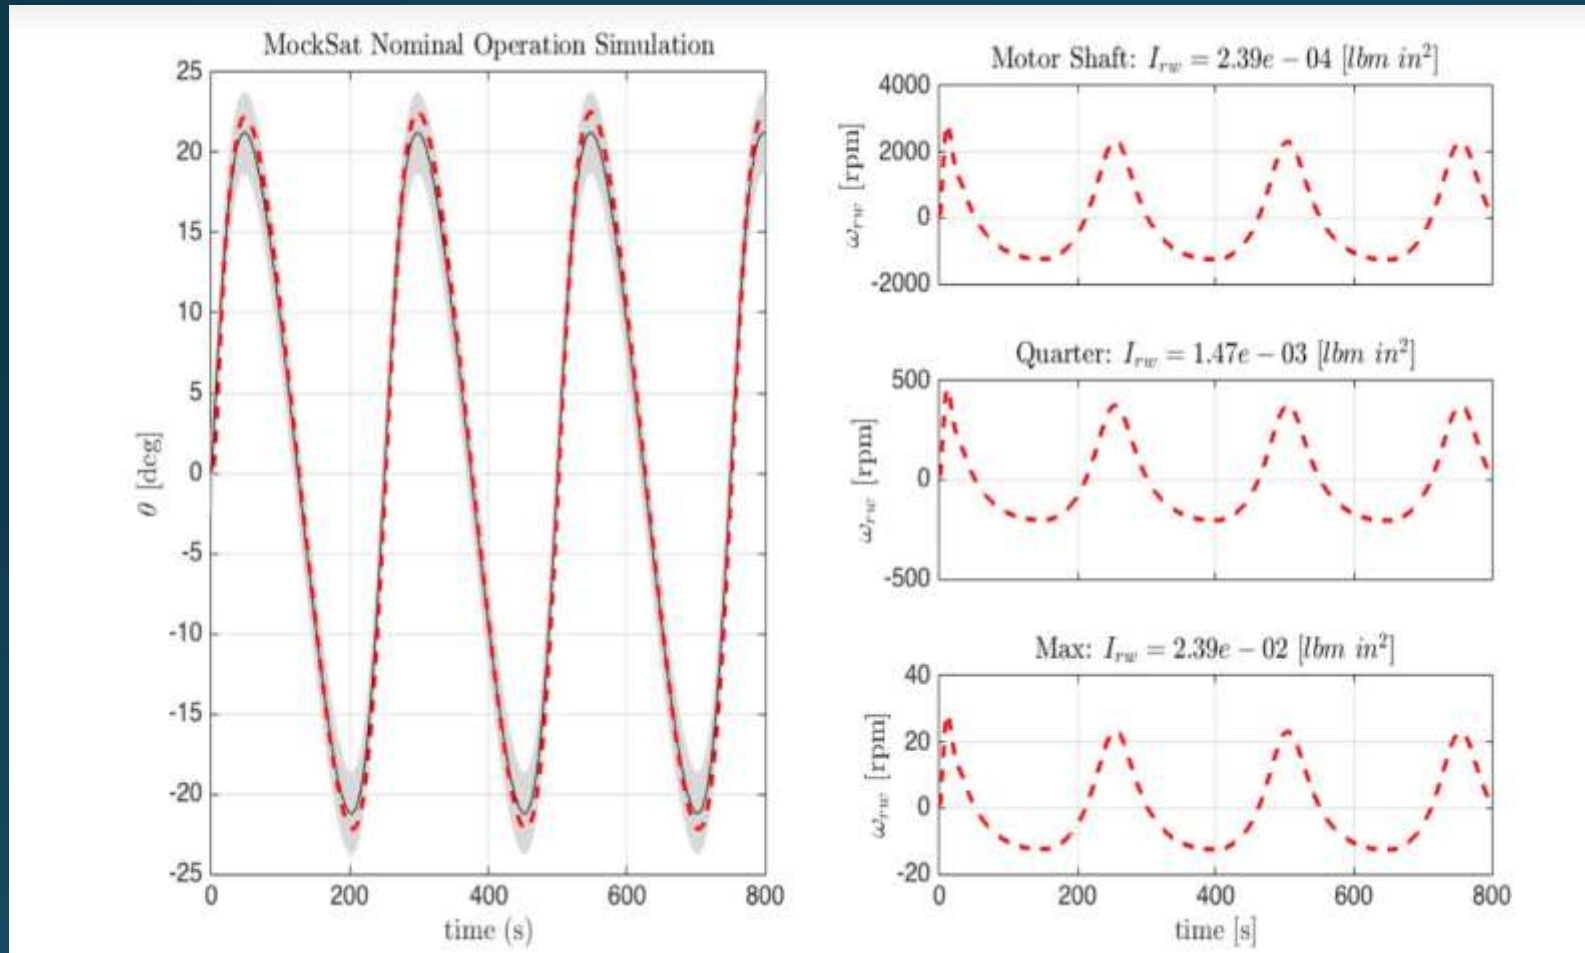 MockSat Nominal Operation Simulation
25
20
15
10
5
0
-5
-10
-15
-20
-25
θ [deg]
0 200 400 600 800
time (s)
Motor Shaft: I_rw = 2.39e − 04 [lbm in²]
4000
2000
0
-2000
ω_rw [rpm]
Quarter: I_rw = 1.47e − 03 [lbm in²]
500
0
-500
ω_rw [rpm]
Max: I_rw = 2.39e − 02 [lbm in²]
40
20
0
-20
ω_rw [rpm]
0 200 400 600 800
time [s]